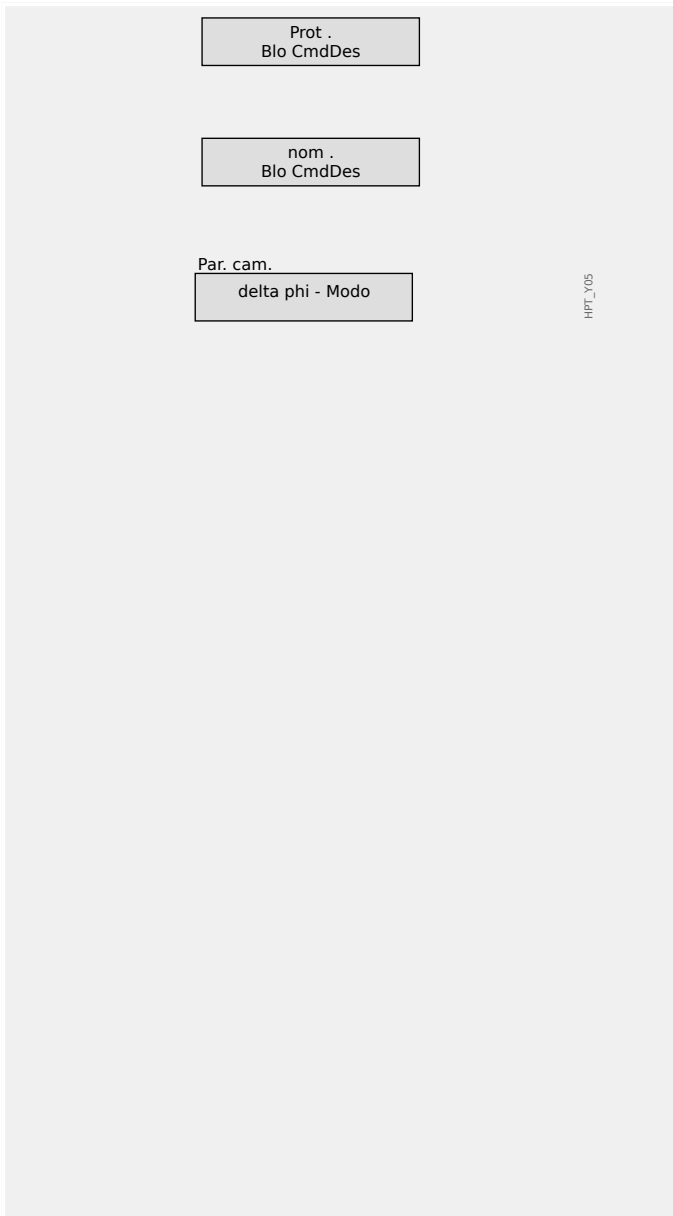 Prot .
Blo CmdDes
nom .
Blo CmdDes
Par. cam.
delta phi - Modo
HPT_Y05